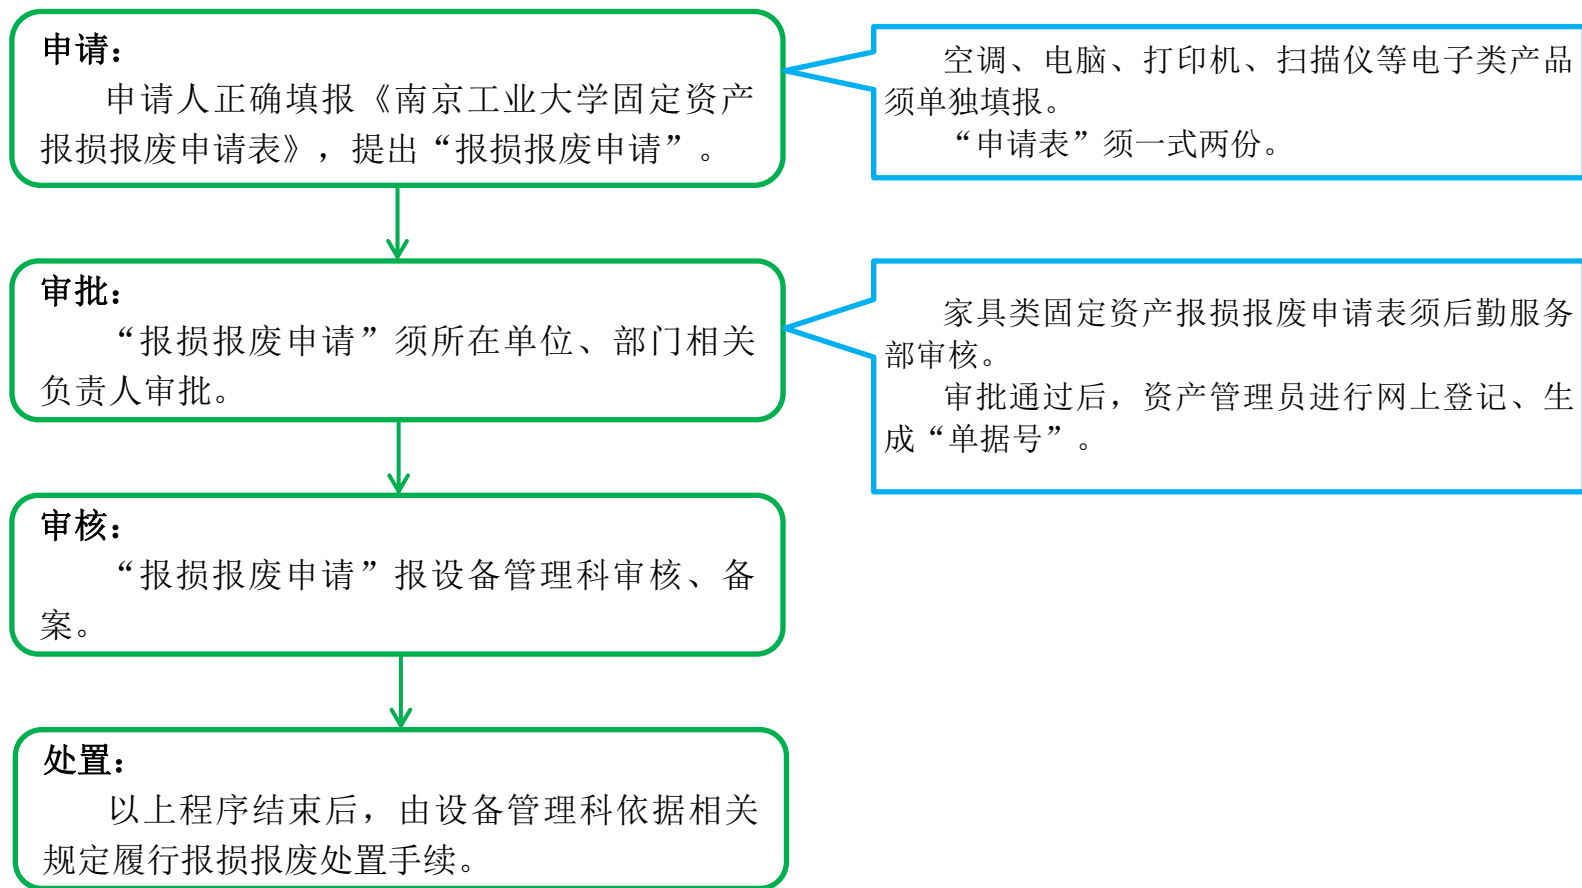 申请：
申请人正确填报《南京工业大学固定资产
报损报废申请表》，提出“报损报废申请”。
空调、电脑、打印机、扫描仪等电子类产品
须单独填报。
“申请表”须一式两份。
审批：
“报损报废申请”须所在单位、部门相关
负责人审批。
家具类固定资产报损报废申请表须后勤服务
部审核。
审批通过后，资产管理员进行网上登记、生
成“单据号”。
审核：
“报损报废申请”报设备管理科审核、备
案。
处置：
以上程序结束后，由设备管理科依据相关
规定履行报损报废处置手续。